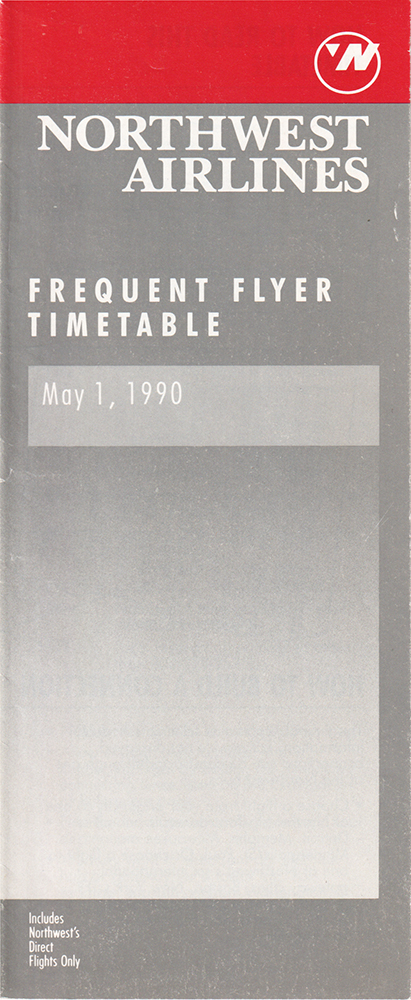 NORTHWEST
AIRLINES
FREQUENT FLYER
TIMETABLE
May 1, 1990
Includes
Northwest's
Direct
Flights Only